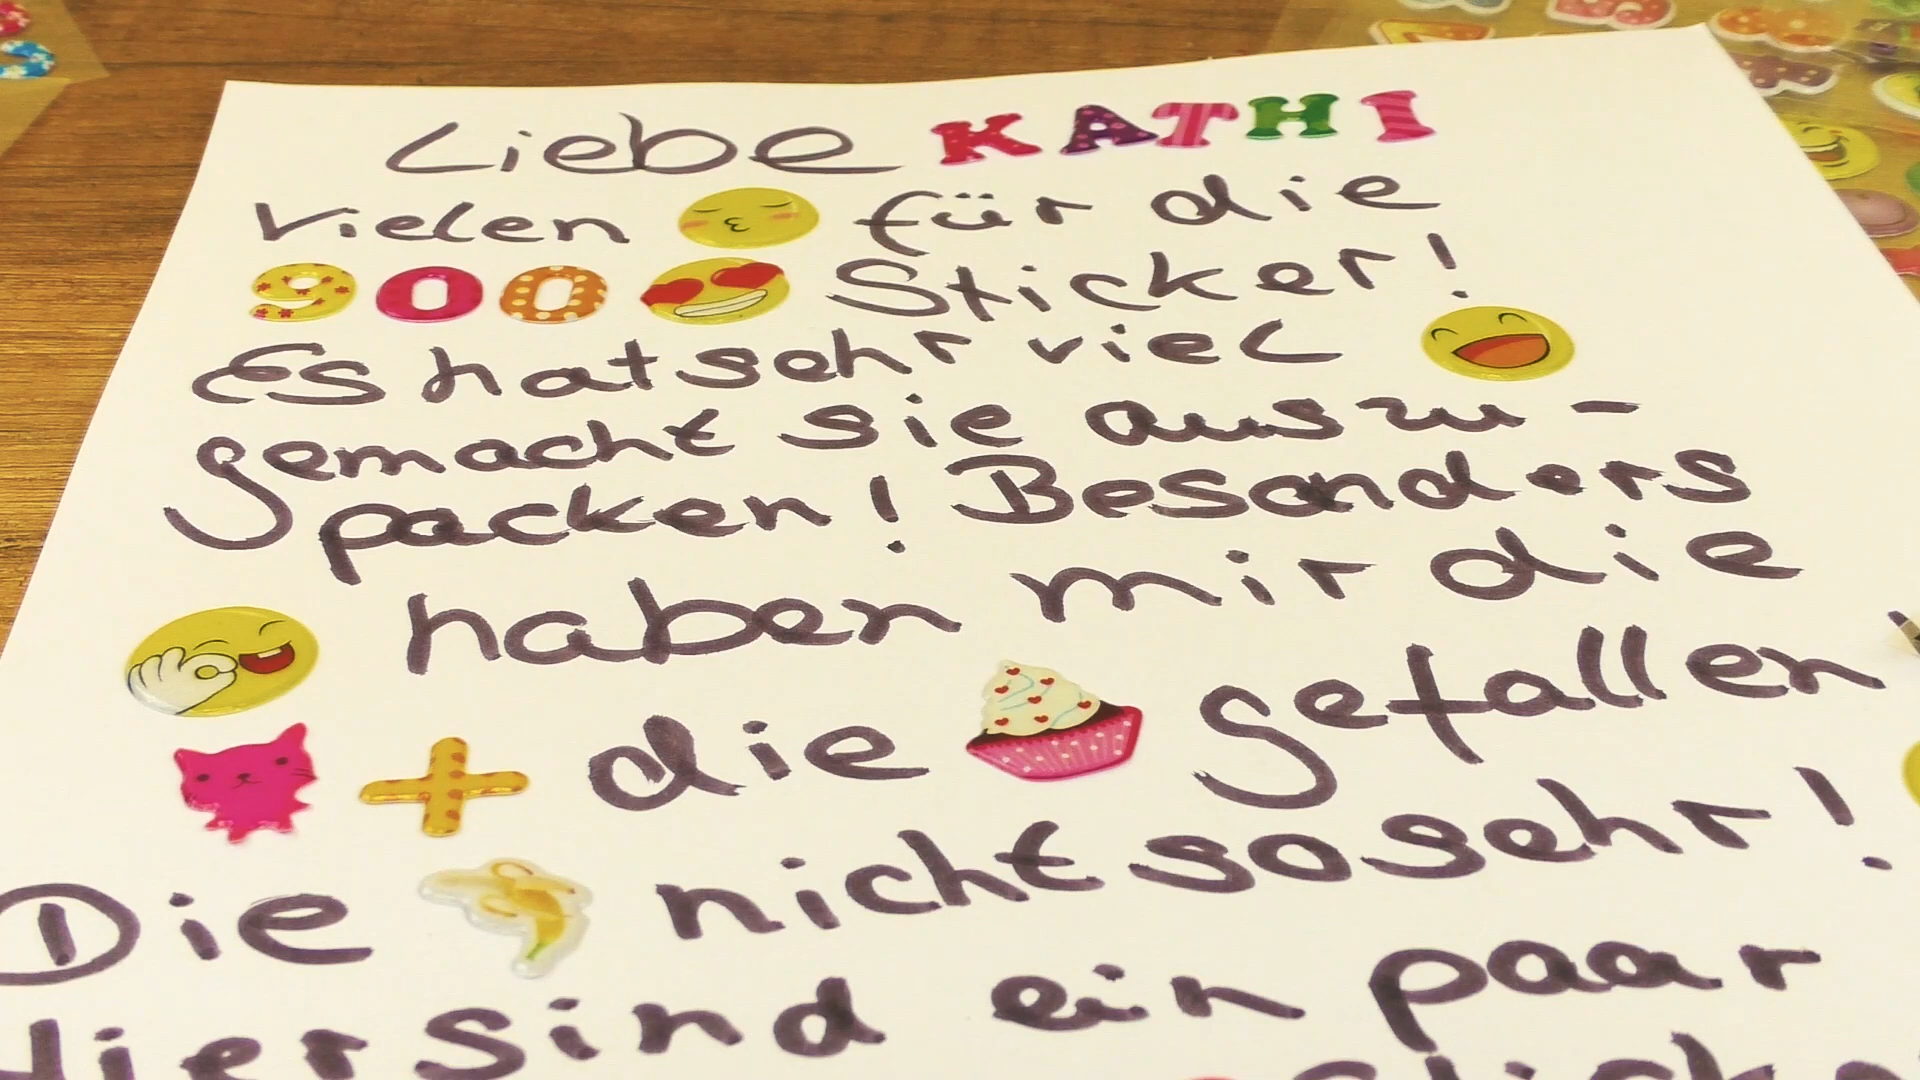 Liebe KATHI
vielen für die
900 Sticker!
Es hat sehr viel
gemacht sie auszu-
packen! Besonders
haben mir die
+ die gefallen
Die nicht so sehr!
Hier sind ein paar